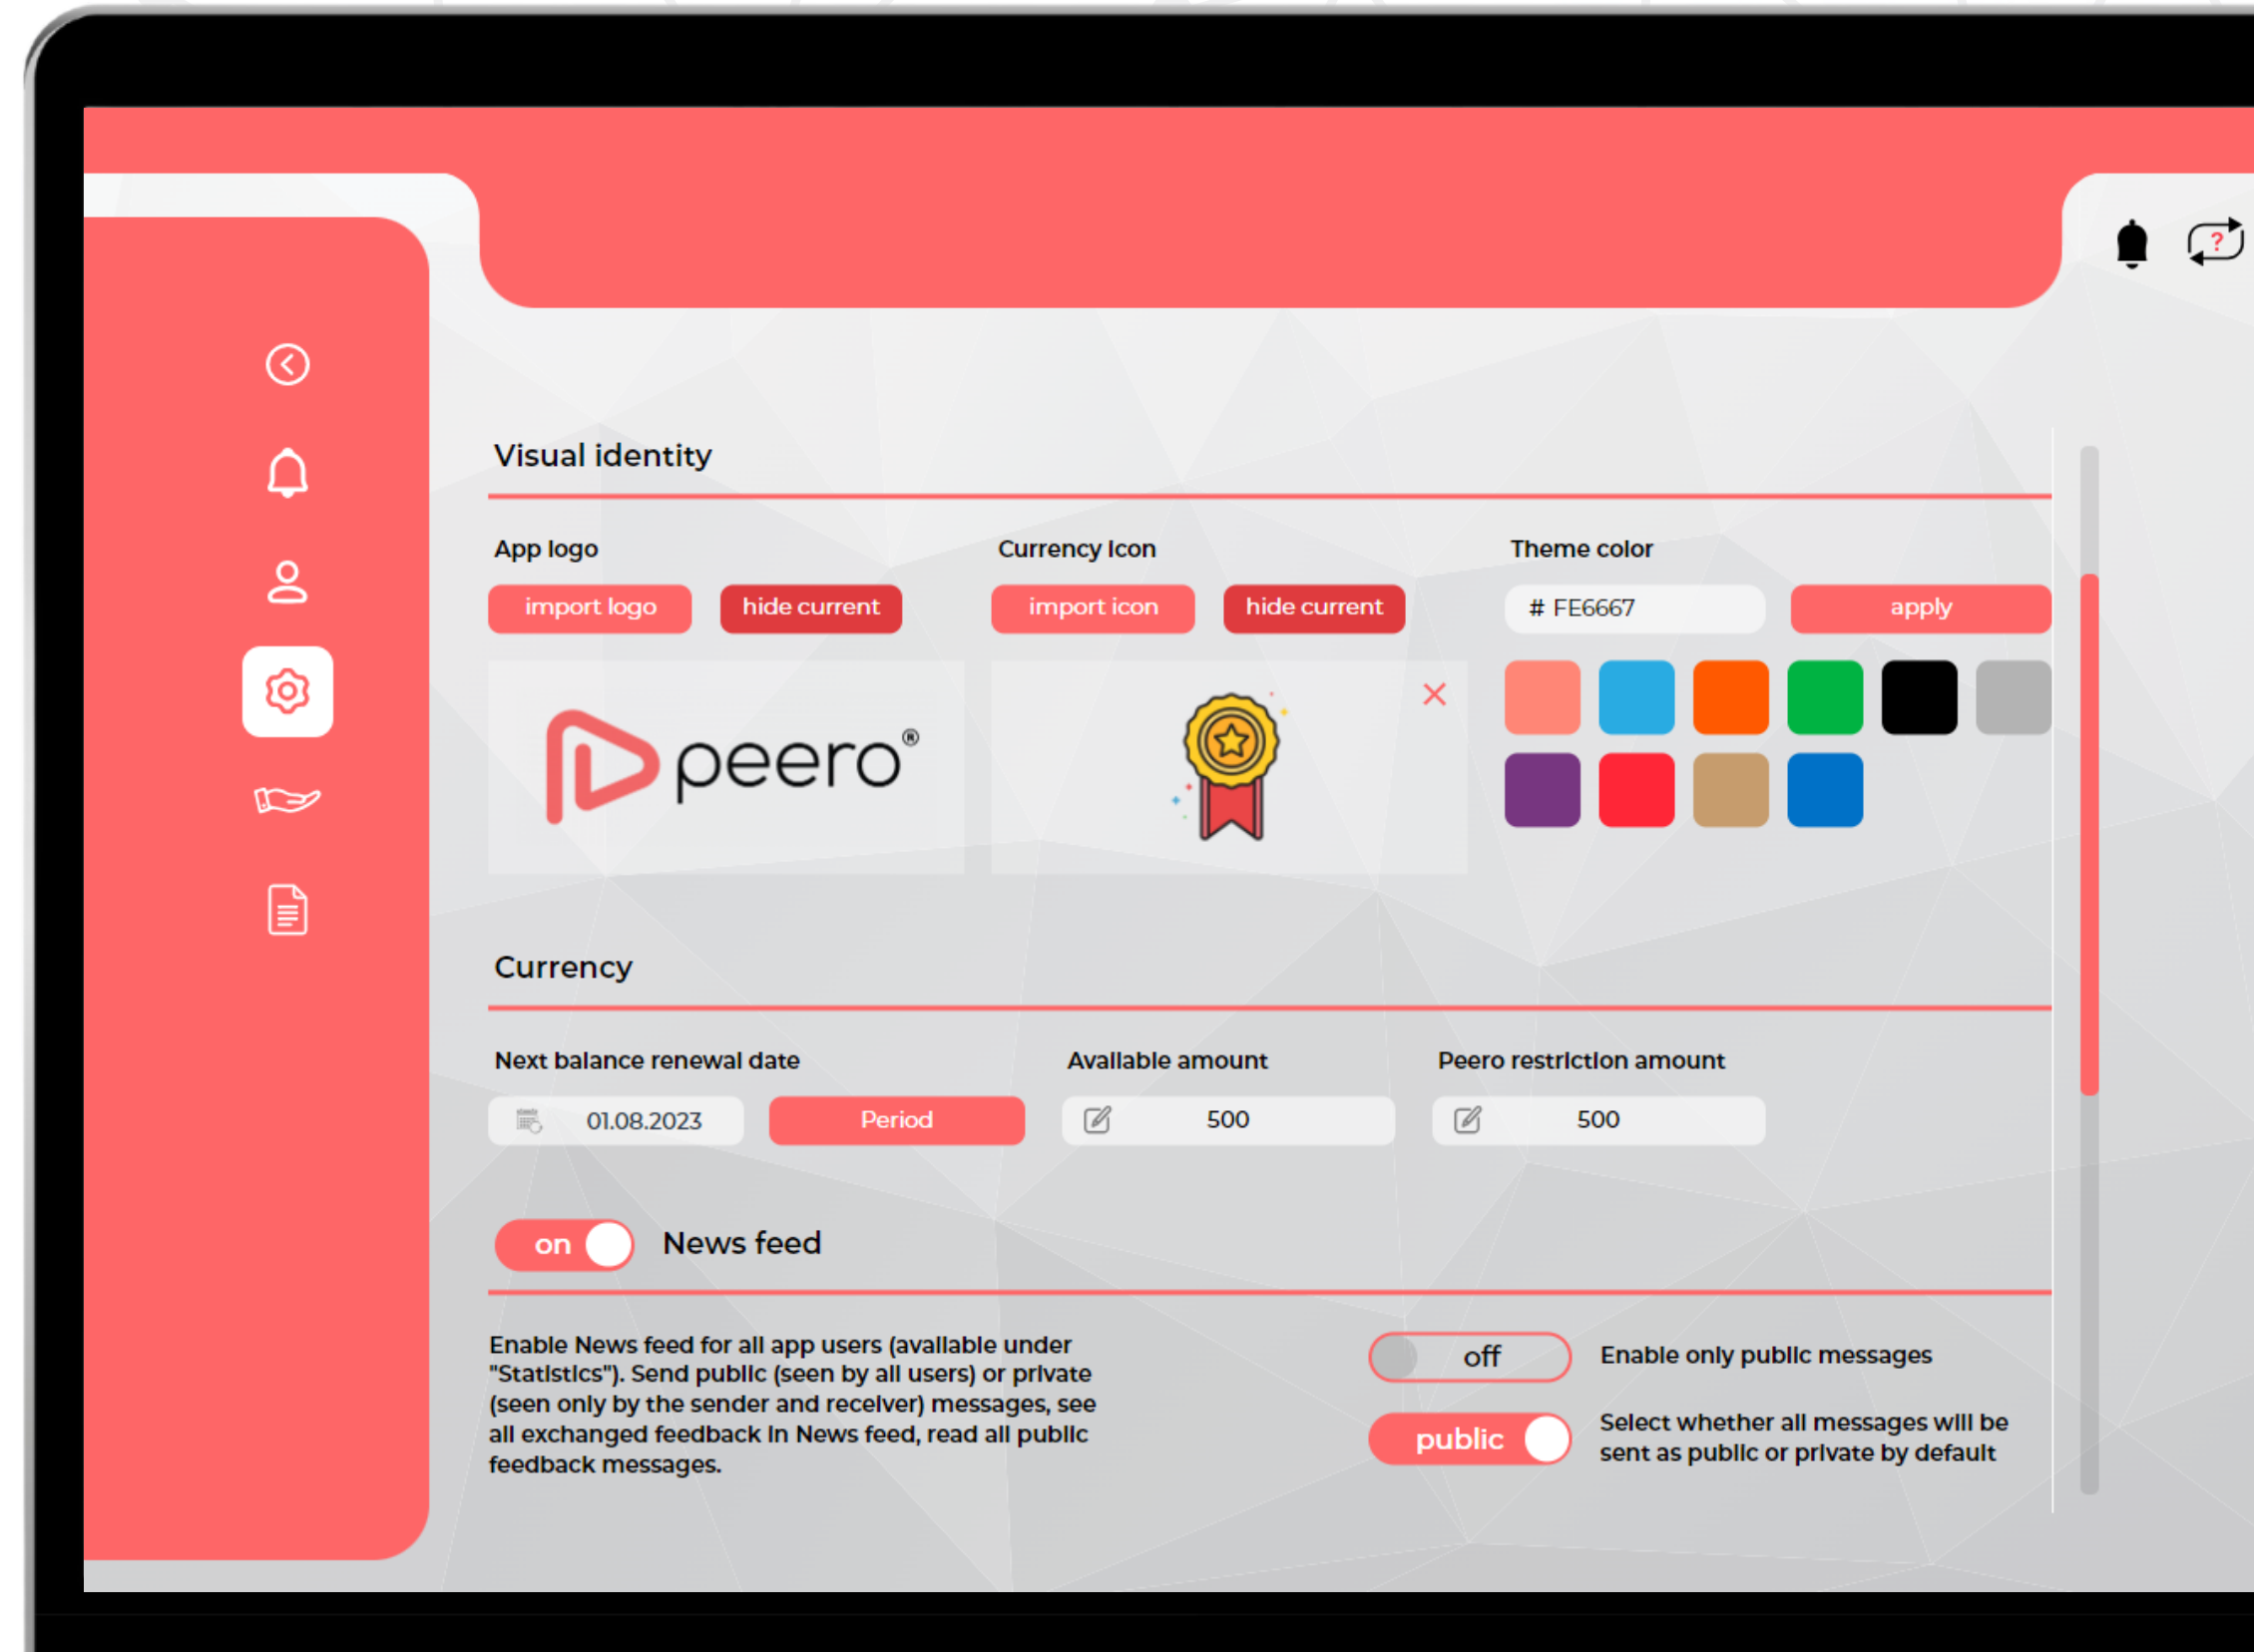 ?
Visual identity
App logo
Currency Icon
Theme color
import logo
hide current
import icon
hide current
# FE6667
apply
peero®
Currency
Next balance renewal date
Available amount
Peero restriction amount
01.08.2023
Period
500
500
on
News feed
Enable News feed for all app users (available under
"Statistics"). Send public (seen by all users) or private
(seen only by the sender and receiver) messages, see
all exchanged feedback in News feed, read all public
feedback messages.
off
Enable only public messages
public
Select whether all messages will be
sent as public or private by default